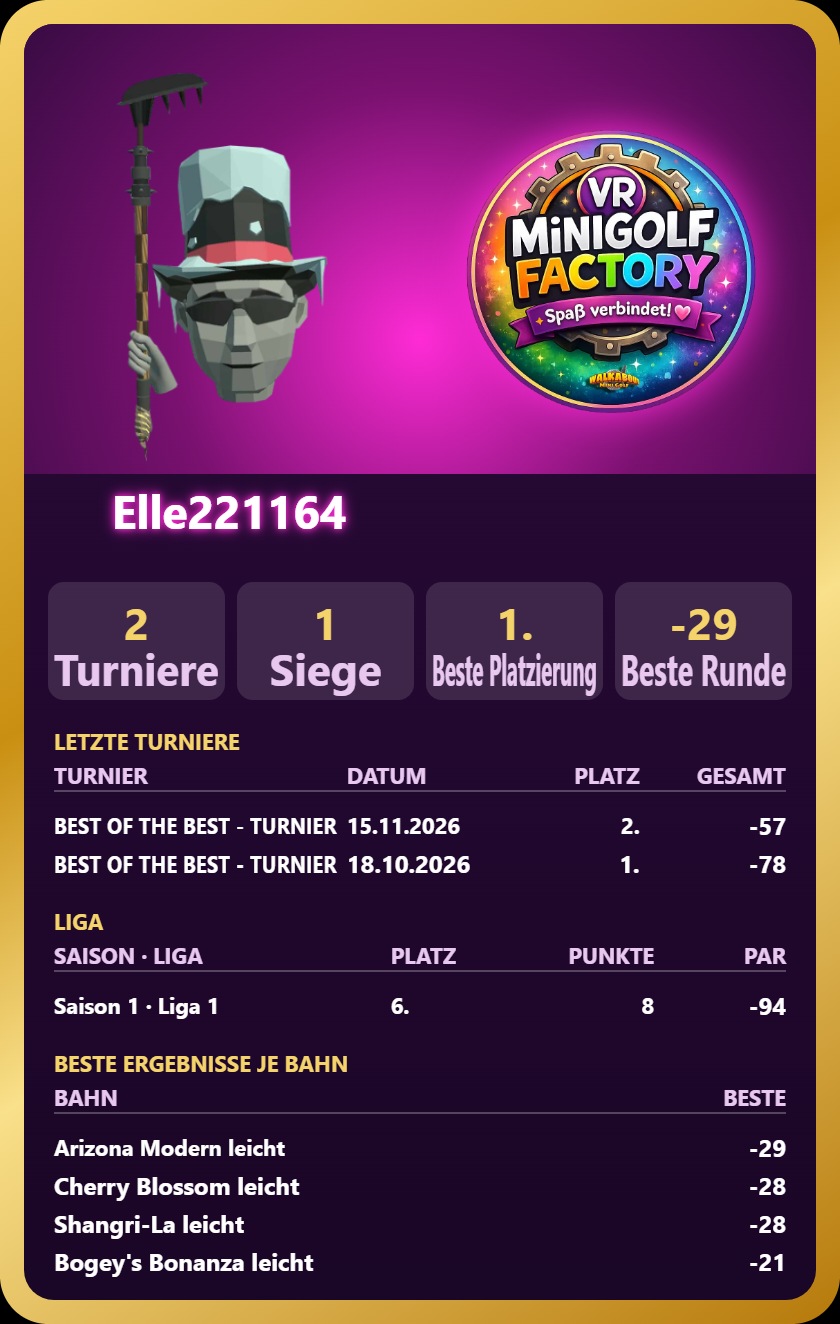 VR
MiNIGOLF
FACTORY
Spaß verbindet!
WALKABOUT
MINI GOLF
Elle221164
2 1 1. -29
Turniere Siege Beste Platzierung Beste Runde
LETZTE TURNIERE
TURNIER DATUM PLATZ GESAMT
BEST OF THE BEST - TURNIER 15.11.2026 2. -57
BEST OF THE BEST - TURNIER 18.10.2026 1. -78
LIGA
SAISON · LIGA PLATZ PUNKTE PAR
Saison 1 · Liga 1 6. 8 -94
BESTE ERGEBNISSE JE BAHN
BAHN BESTE
Arizona Modern leicht -29
Cherry Blossom leicht -28
Shangri-La leicht -28
Bogey's Bonanza leicht -21